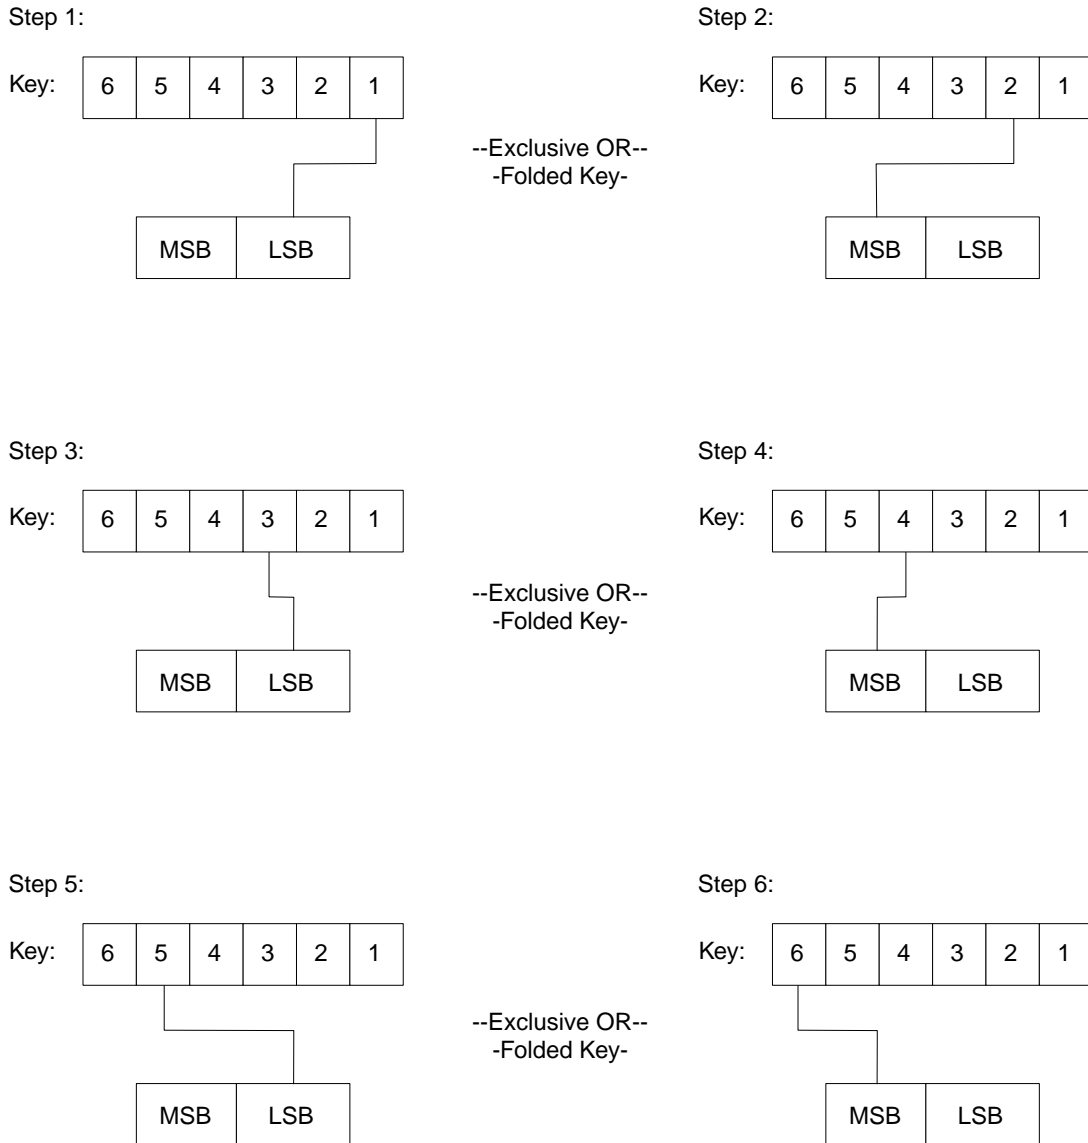 Step 1:
Key: 6 5 4 3 2 1
MSB LSB
--Exclusive OR--
-Folded Key-
Step 2:
Key: 6 5 4 3 2 1
MSB LSB
Step 3:
Key: 6 5 4 3 2 1
MSB LSB
--Exclusive OR--
-Folded Key-
Step 4:
Key: 6 5 4 3 2 1
MSB LSB
Step 5:
Key: 6 5 4 3 2 1
MSB LSB
--Exclusive OR--
-Folded Key-
Step 6:
Key: 6 5 4 3 2 1
MSB LSB